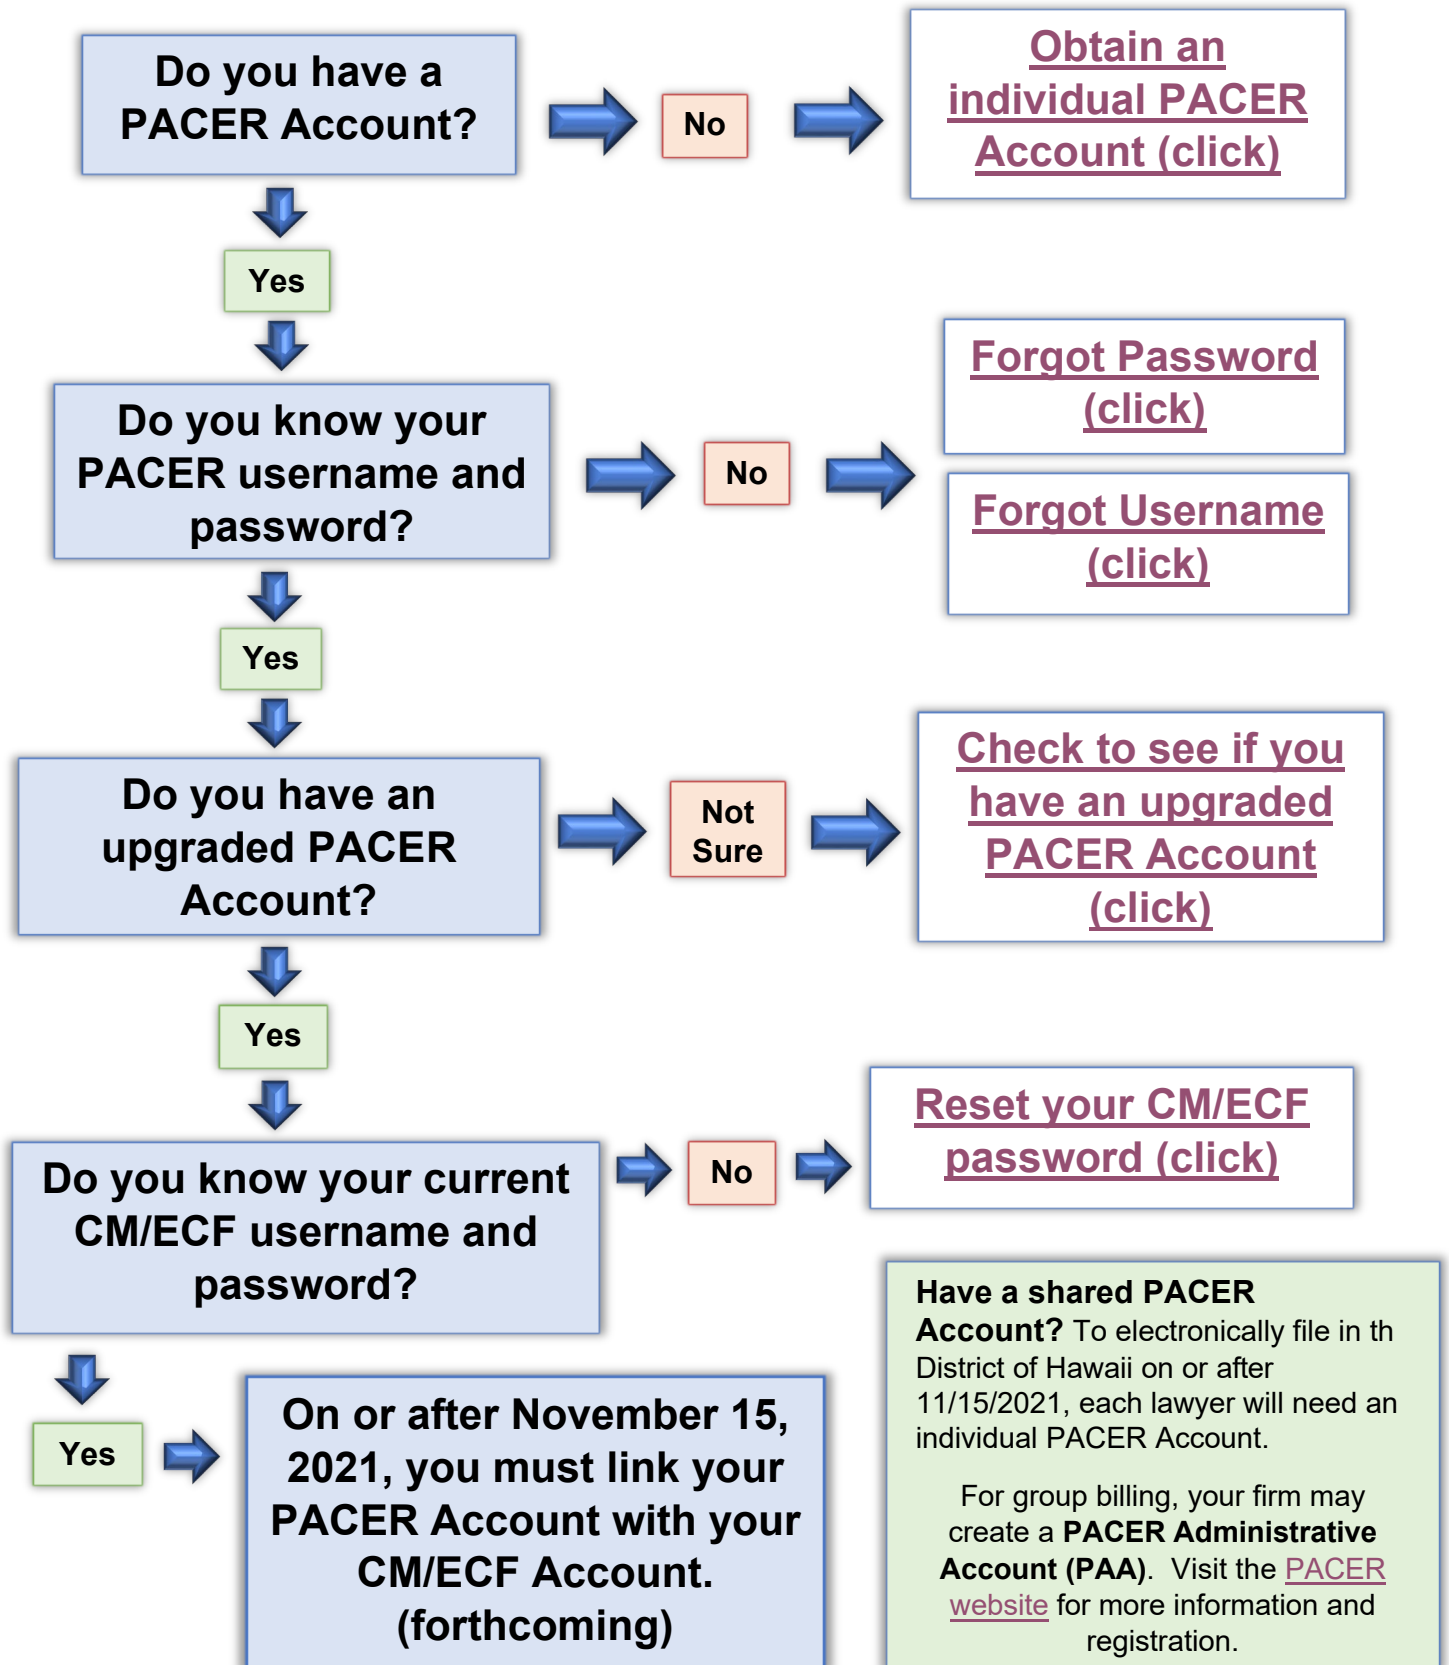 Do you have a
PACER Account?
No
Obtain an
individual PACER
Account (click)
Yes
Do you know your
PACER username and
password?
No
Forgot Password
(click)
Forgot Username
(click)
Yes
Do you have an
upgraded PACER
Account?
Not
Sure
Check to see if you
have an upgraded
PACER Account
(click)
Yes
Do you know your current
CM/ECF username and
password?
No
Reset your CM/ECF
password (click)
Yes
On or after November 15,
2021, you must link your
PACER Account with your
CM/ECF Account.
(forthcoming)
Have a shared PACER
Account? To electronically file in th
District of Hawaii on or after
11/15/2021, each lawyer will need an
individual PACER Account.
For group billing, your firm may
create a PACER Administrative
Account (PAA). Visit the PACER
website for more information and
registration.